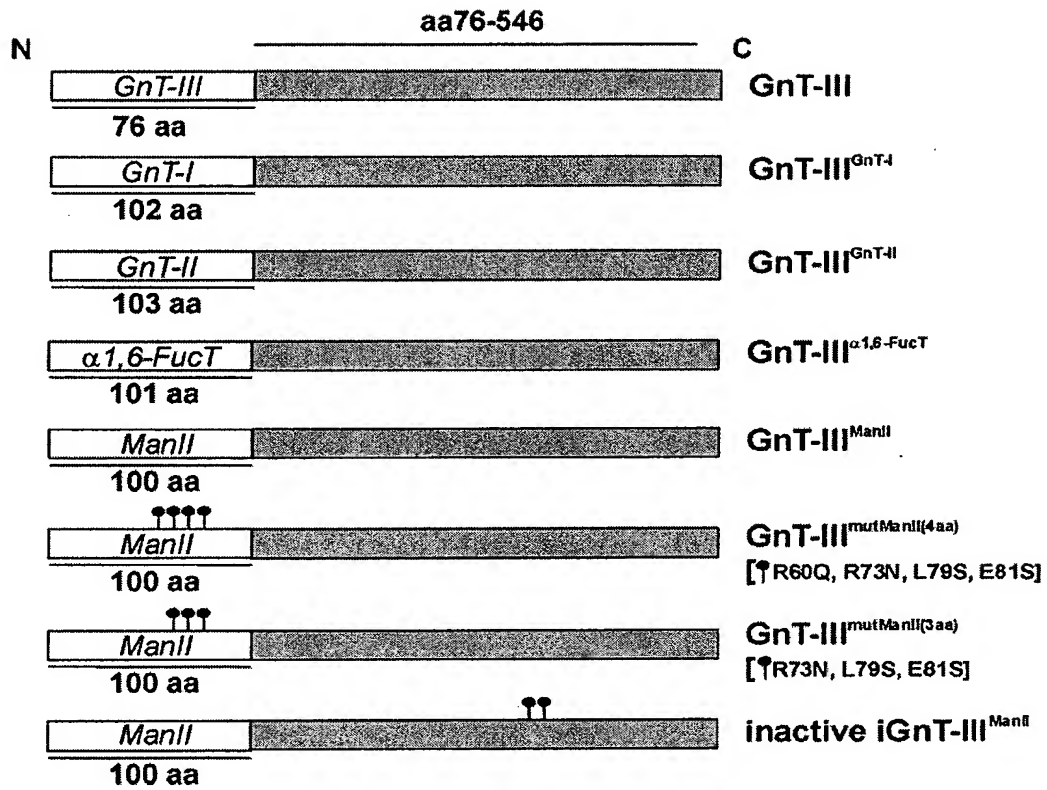 aa76-546
N C
GnT-III GnT-III
76 aa
GnT-I GnT-III^GnT-I
102 aa
GnT-II GnT-III^GnT-II
103 aa
α1,6-FucT GnT-III^α1,6-FucT
101 aa
ManII GnT-III^ManII
100 aa
ManII GnT-III^mutManII(4aa)
100 aa [R60Q, R73N, L79S, E81S]
ManII GnT-III^mutManII(3aa)
100 aa [R73N, L79S, E81S]
ManII inactive iGnT-III^ManII
100 aa